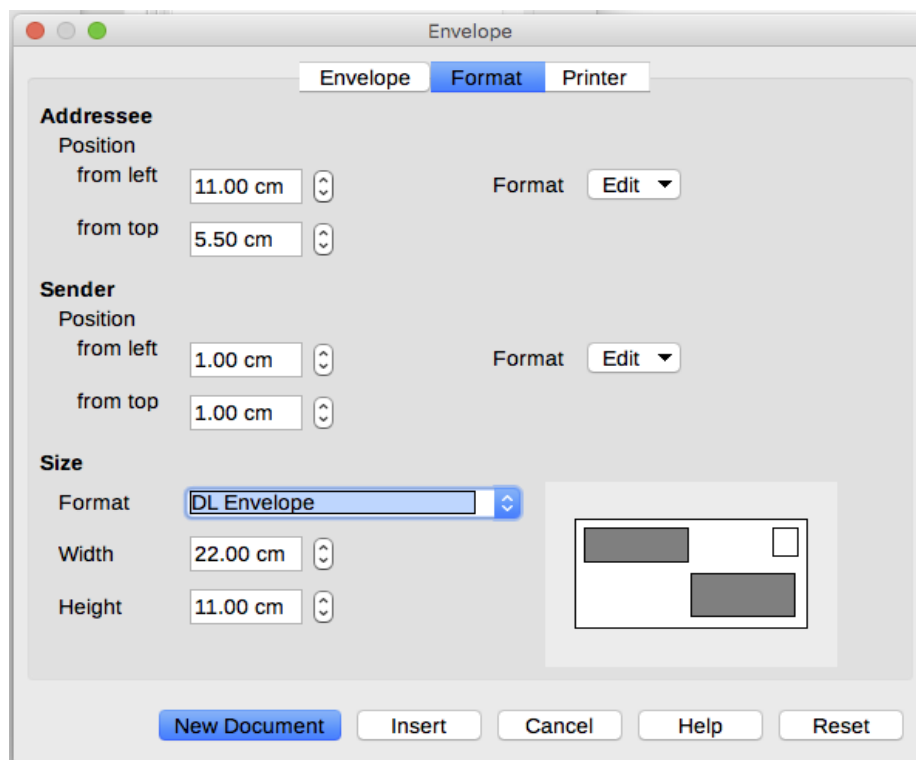 Envelope
Envelope Format Printer
Addressee
Position
from left 11.00 cm Format Edit
from top 5.50 cm
Sender
Position
from left 1.00 cm Format Edit
from top 1.00 cm
Size
Format DL Envelope
Width 22.00 cm
Height 11.00 cm
New Document Insert Cancel Help Reset